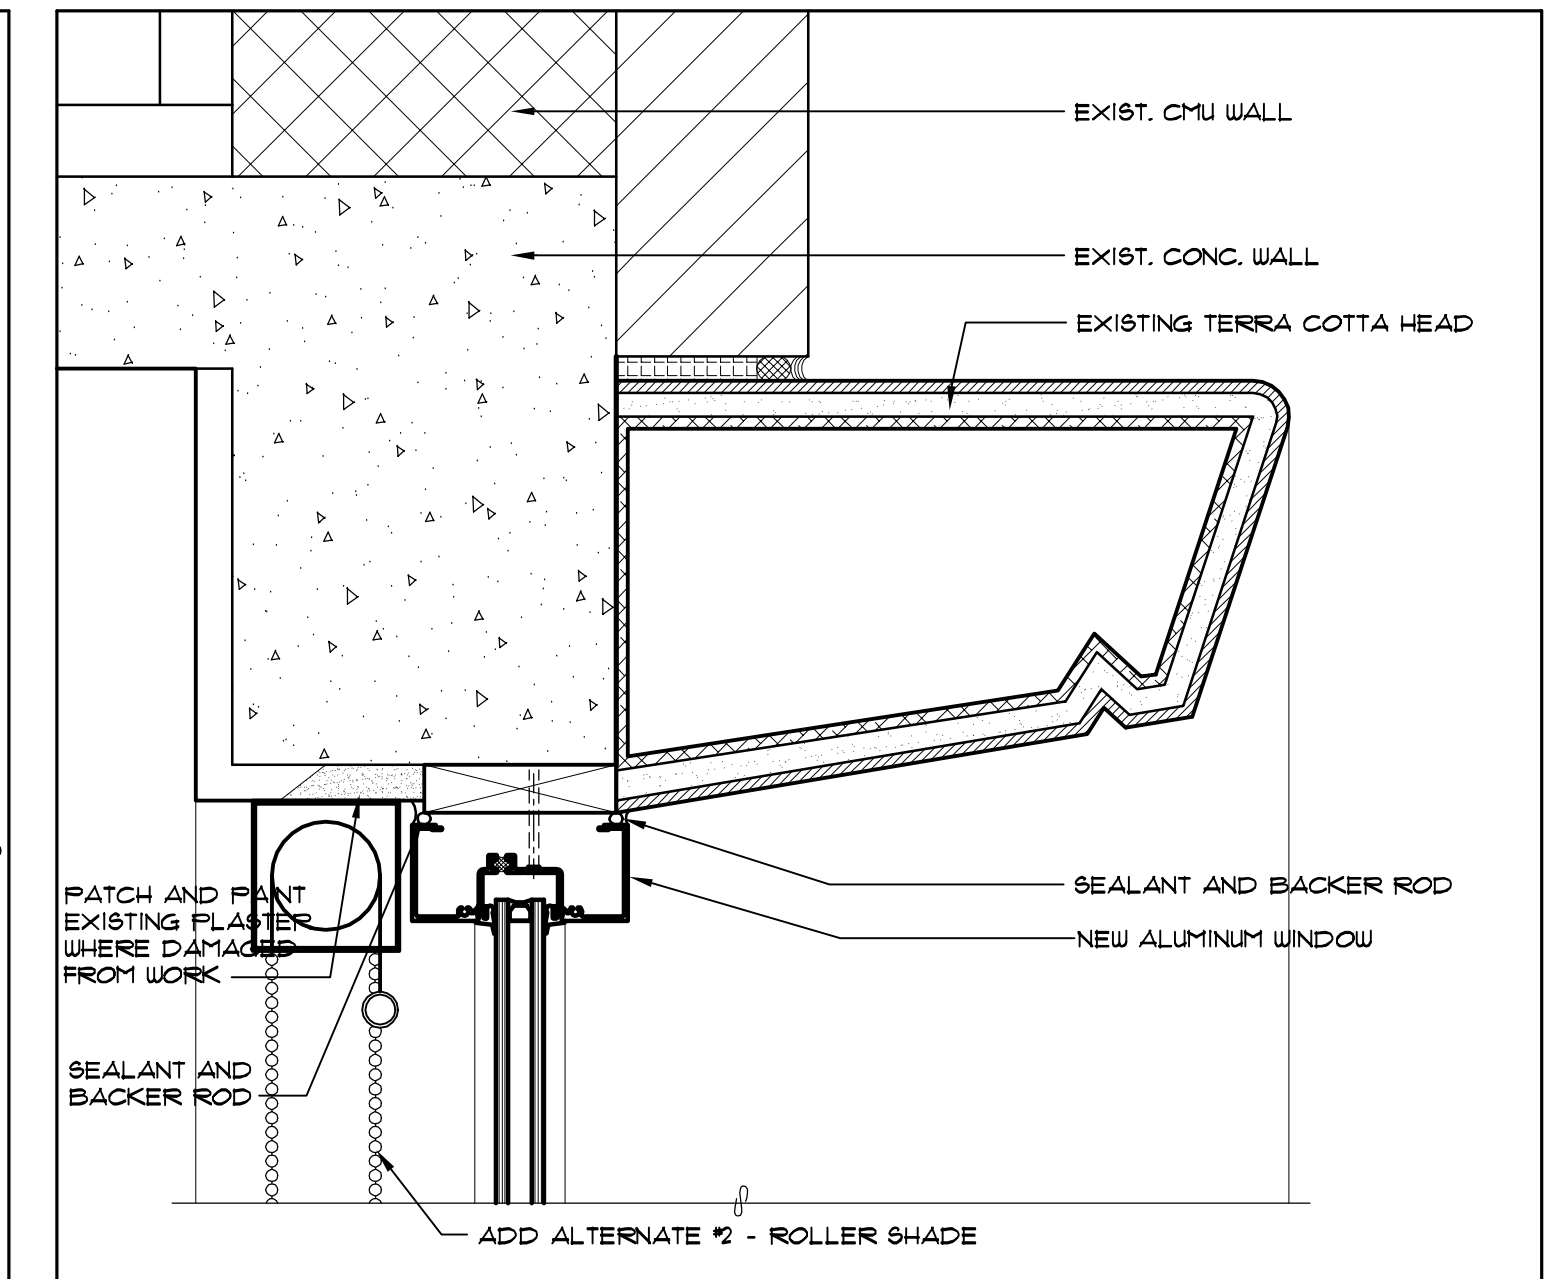 EXIST. CMU WALL
EXIST. CONC. WALL
EXISTING TERRA COTTA HEAD
SEALANT AND BACKER ROD
NEW ALUMINUM WINDOW
PATCH AND PAINT
EXISTING PLASTER
WHERE DAMAGED
FROM WORK
SEALANT AND
BACKER ROD
ADD ALTERNATE #2 - ROLLER SHADE